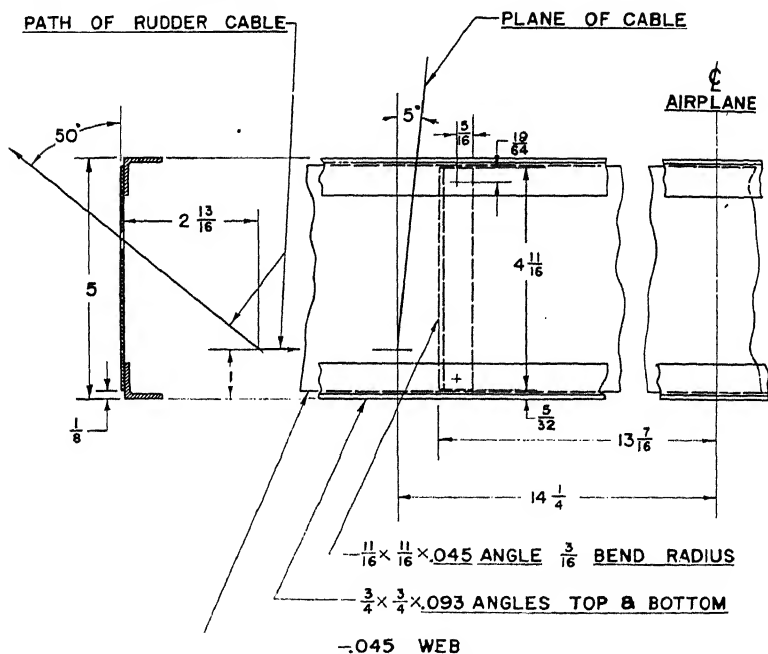 PATH OF RUDDER CABLE
PLANE OF CABLE
℄
AIRPLANE
50°
5°
5/16
19/64
2 13/16
5
4 11/16
1
1/8
5/32
13 7/16
14 1/4
11/16 × 11/16 × .045 ANGLE 3/16 BEND RADIUS
3/4 × 3/4 × .093 ANGLES TOP & BOTTOM
.045 WEB